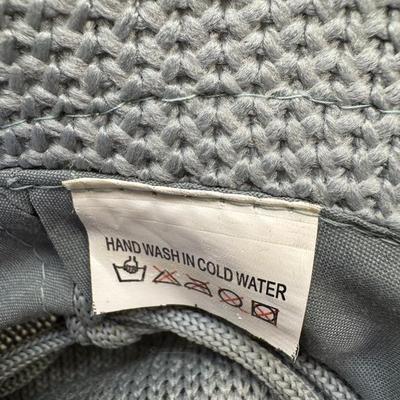 HAND WASH IN COLD WATER